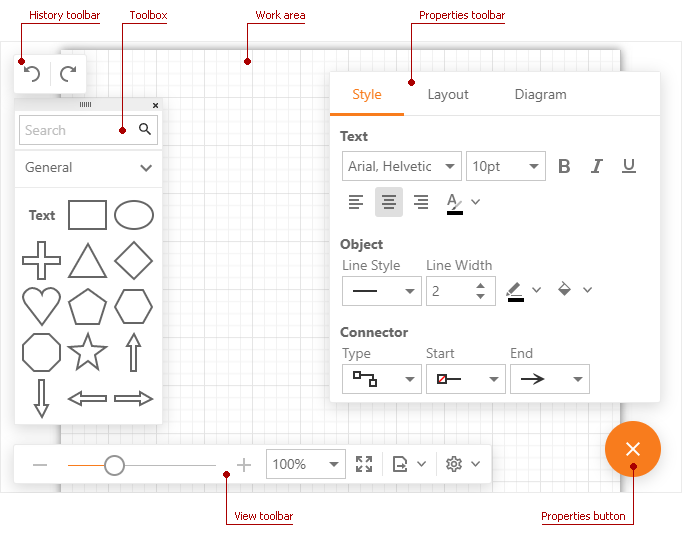 History toolbar
Toolbox
Work area
Properties toolbar
Style
Layout
Diagram
Search
Text
Arial, Helvetic
10pt
B I U
General
A
Text
Object
Line Style
Line Width
2
Connector
Type
Start
End
100%
View toolbar
Properties button